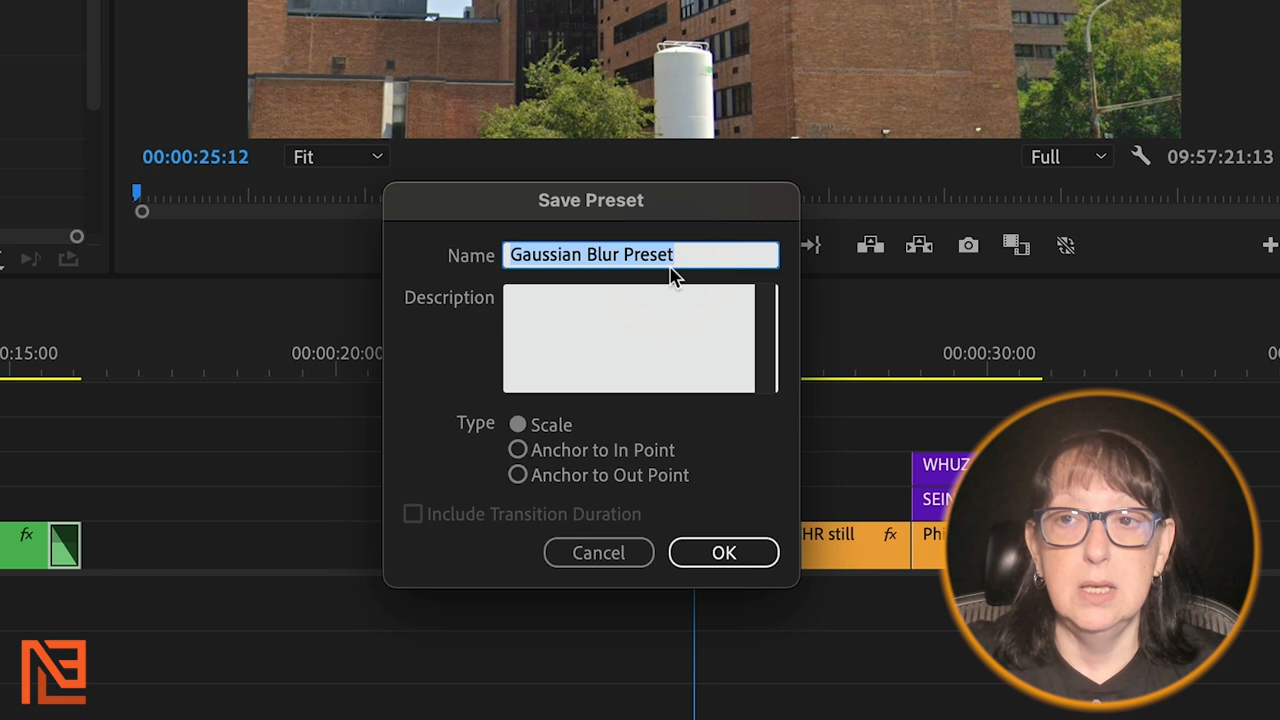 00:00:25:12
Fit
Full
09:57:21:13
Save Preset
Name
Gaussian Blur Preset
Description
0:15:00
00:00:20:00
00:00:30:00
Type
Scale
Anchor to In Point
Anchor to Out Point
Include Transition Duration
Cancel
OK
WHUZ
SEIN
fx
HR still
fx